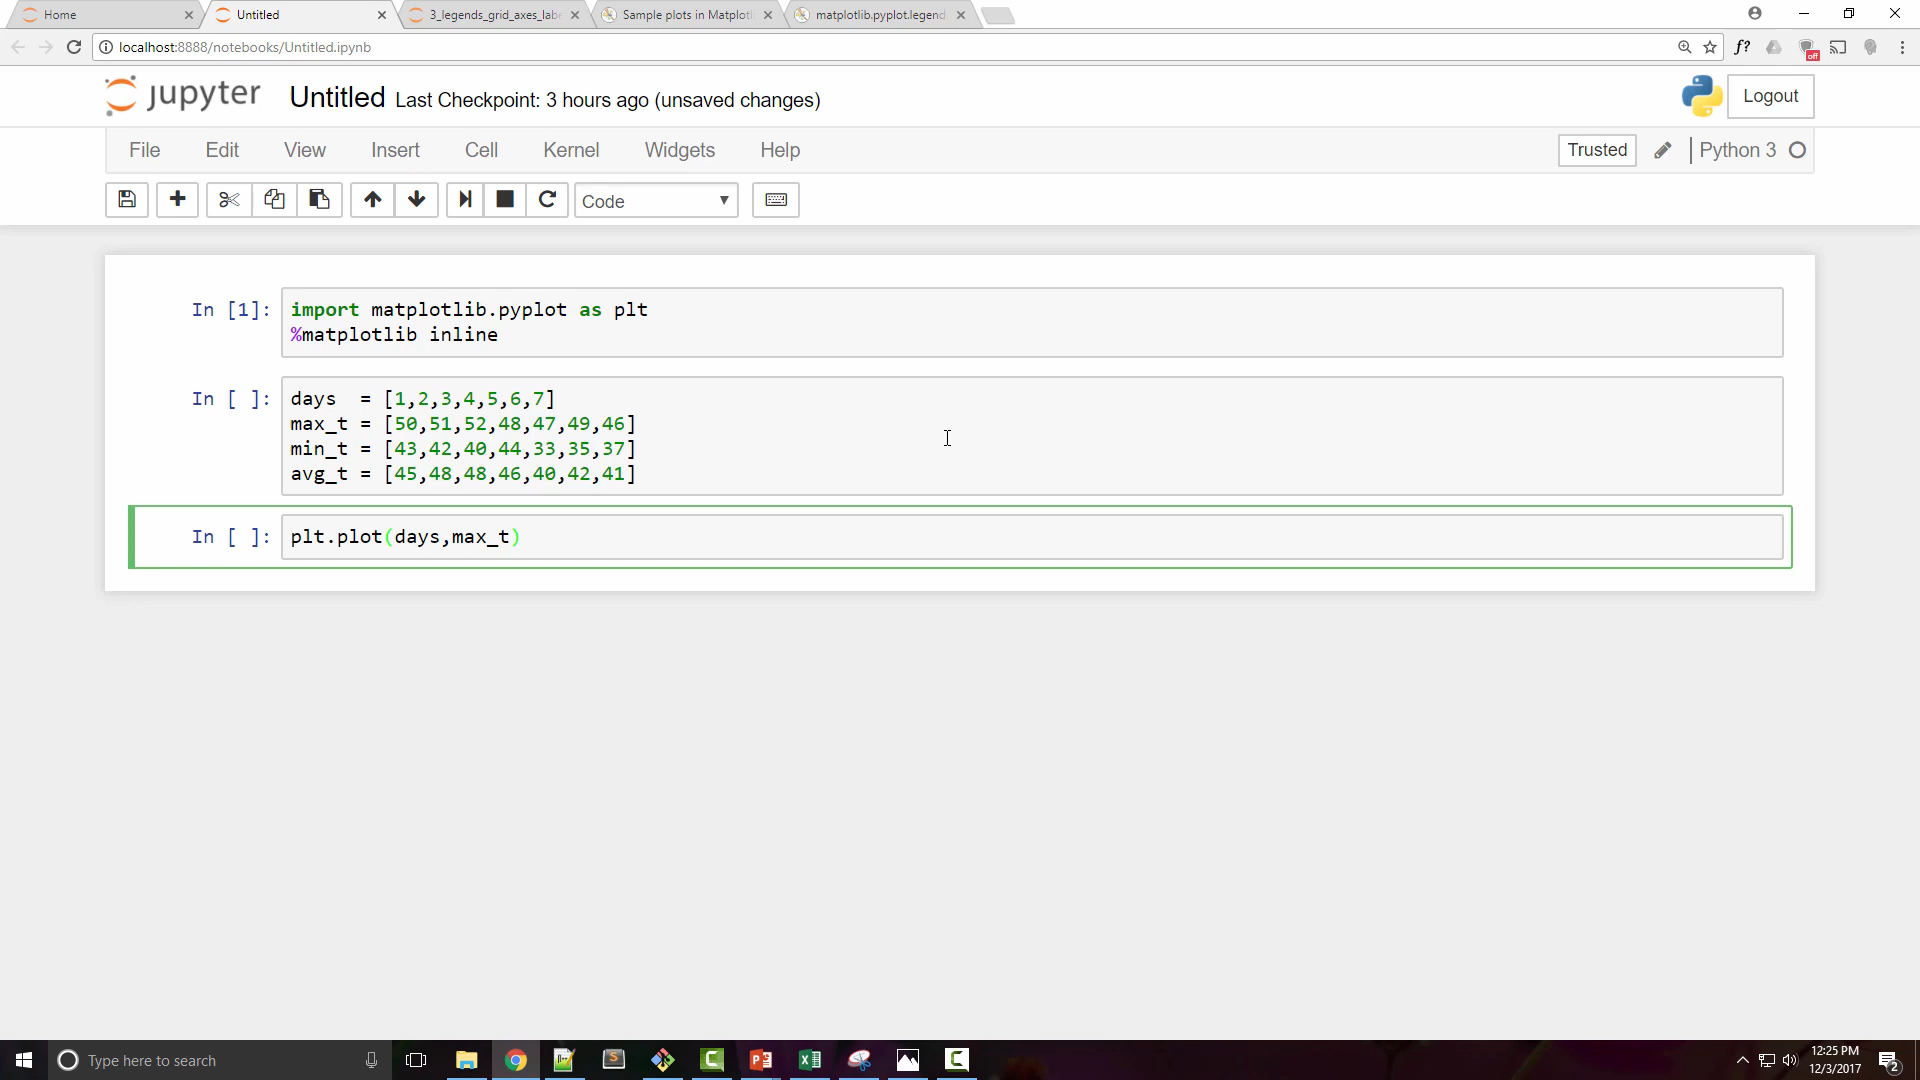 Home
Untitled
3_legends_grid_axes_labe
Sample plots in Matplotl
matplotlib.pyplot.legend
localhost:8888/notebooks/Untitled.ipynb
f?
off
jupyter Untitled Last Checkpoint: 3 hours ago (unsaved changes)
Logout
File Edit View Insert Cell Kernel Widgets Help
Trusted Python 3
Code
In [1]: import matplotlib.pyplot as plt
%matplotlib inline
In [ ]: days  = [1,2,3,4,5,6,7]
max_t = [50,51,52,48,47,49,46]
min_t = [43,42,40,44,33,35,37]
avg_t = [45,48,48,46,40,42,41]
In [ ]: plt.plot(days,max_t)
Type here to search
12:25 PM
12/3/2017
2